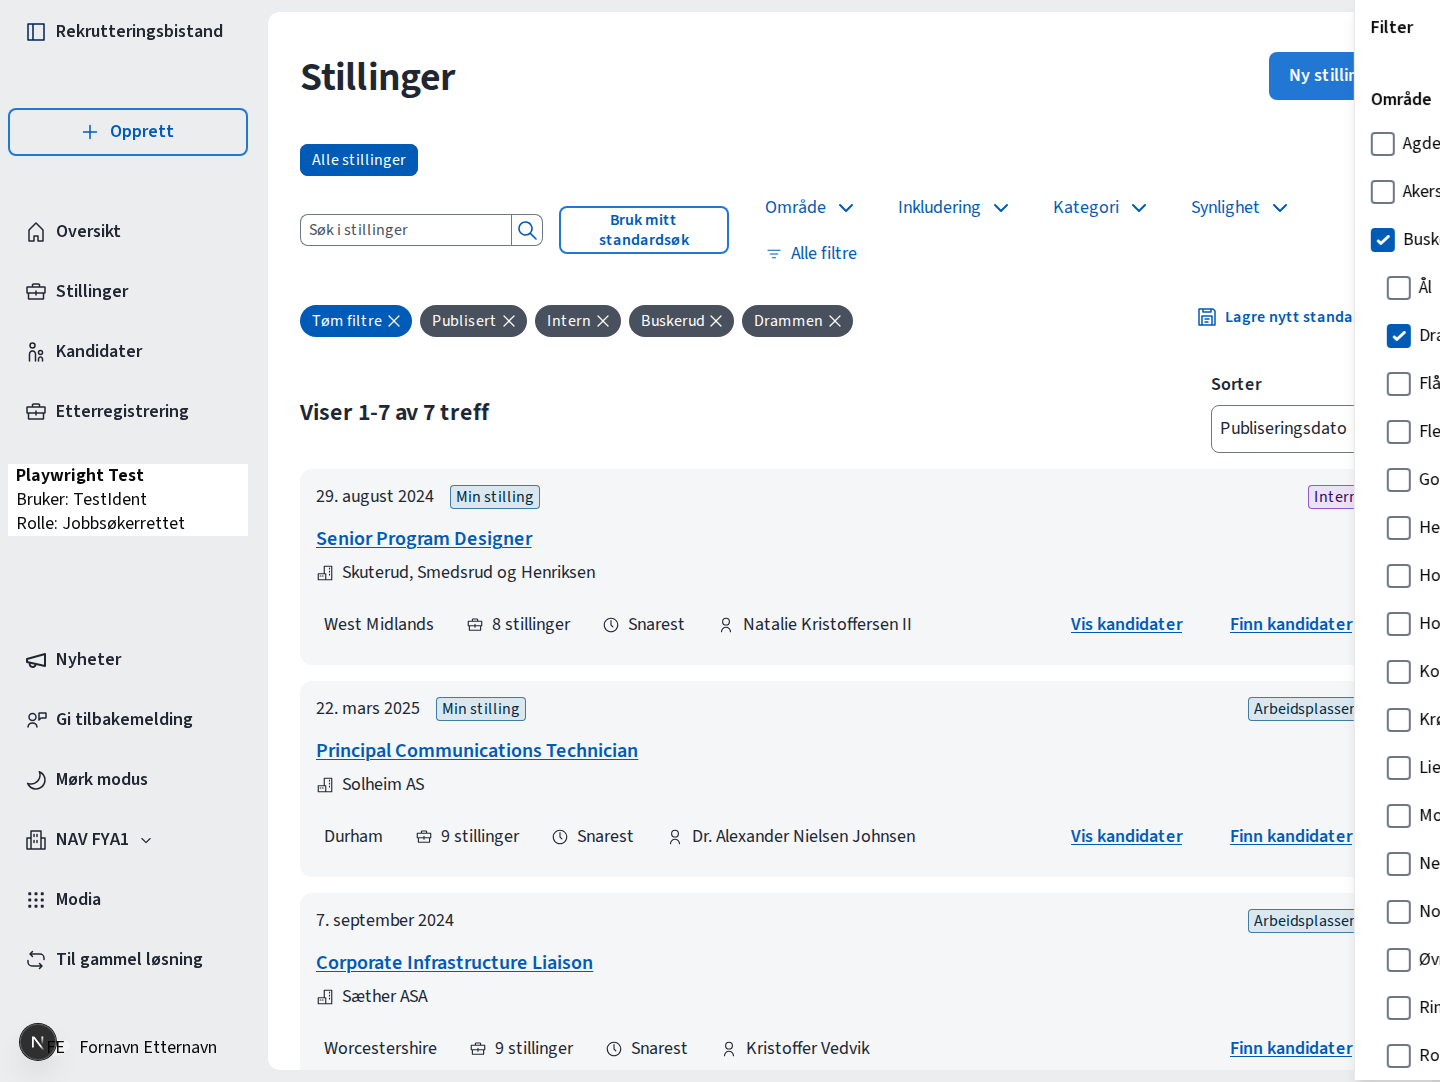 Rekrutteringsbistand
Opprett
Oversikt
Stillinger
Kandidater
Etterregistrering
Playwright Test
Bruker: TestIdent
Rolle: Jobbsøkerrettet
Nyheter
Gi tilbakemelding
Mørk modus
NAV FYA1
Modia
Til gammel løsning
FE Fornavn Etternavn
N
Stillinger
Alle stillinger
Søk i stillinger
Bruk mitt
standardsøk
Område
Inkludering
Kategori
Synlighet
Alle filtre
Tøm filtre
Publisert
Intern
Buskerud
Drammen
Lagre nytt standa
Viser 1-7 av 7 treff
Sorter
Publiseringsdato
29. august 2024 Min stilling Intern
Senior Program Designer
Skuterud, Smedsrud og Henriksen
West Midlands 8 stillinger Snarest Natalie Kristoffersen II Vis kandidater Finn kandidater
22. mars 2025 Min stilling Arbeidsplassen
Principal Communications Technician
Solheim AS
Durham 9 stillinger Snarest Dr. Alexander Nielsen Johnsen Vis kandidater Finn kandidater
7. september 2024 Arbeidsplassen
Corporate Infrastructure Liaison
Sæther ASA
Worcestershire 9 stillinger Snarest Kristoffer Vedvik Finn kandidater
Filter
Område
Agde
Akers
Busk
Ål
Dra
Flå
Fle
Go
He
Ho
Ho
Ko
Krø
Lie
Mo
Ne
No
Øv
Rin
Ro